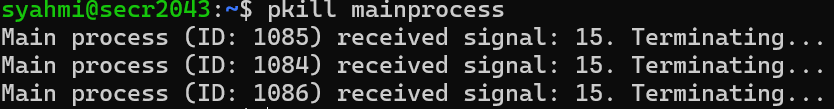 syahmi@secr2043:~$ pkill mainprocess
Main process (ID: 1085) received signal: 15. Terminating...
Main process (ID: 1084) received signal: 15. Terminating...
Main process (ID: 1086) received signal: 15. Terminating...